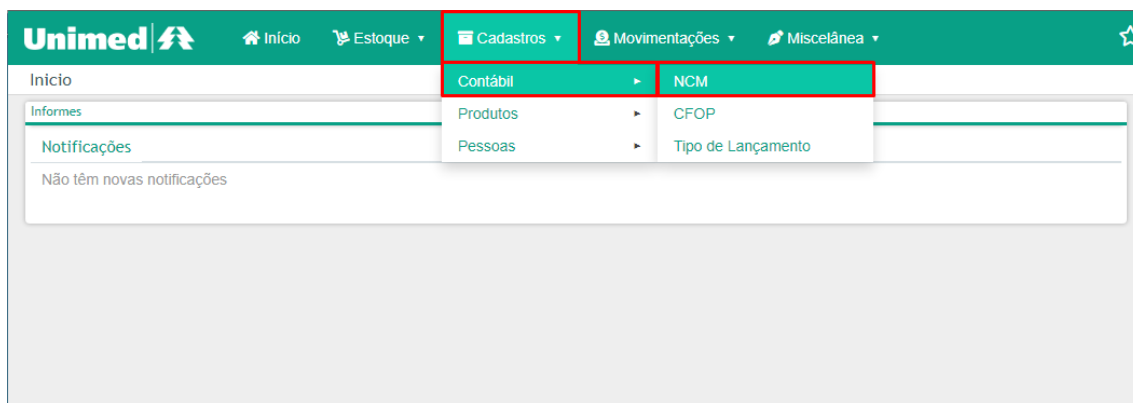 Unimed Início Estoque Cadastros Movimentações Miscelânea
Inicio Contábil NCM
Informes Produtos CFOP
Notificações Pessoas Tipo de Lançamento
Não têm novas notificações